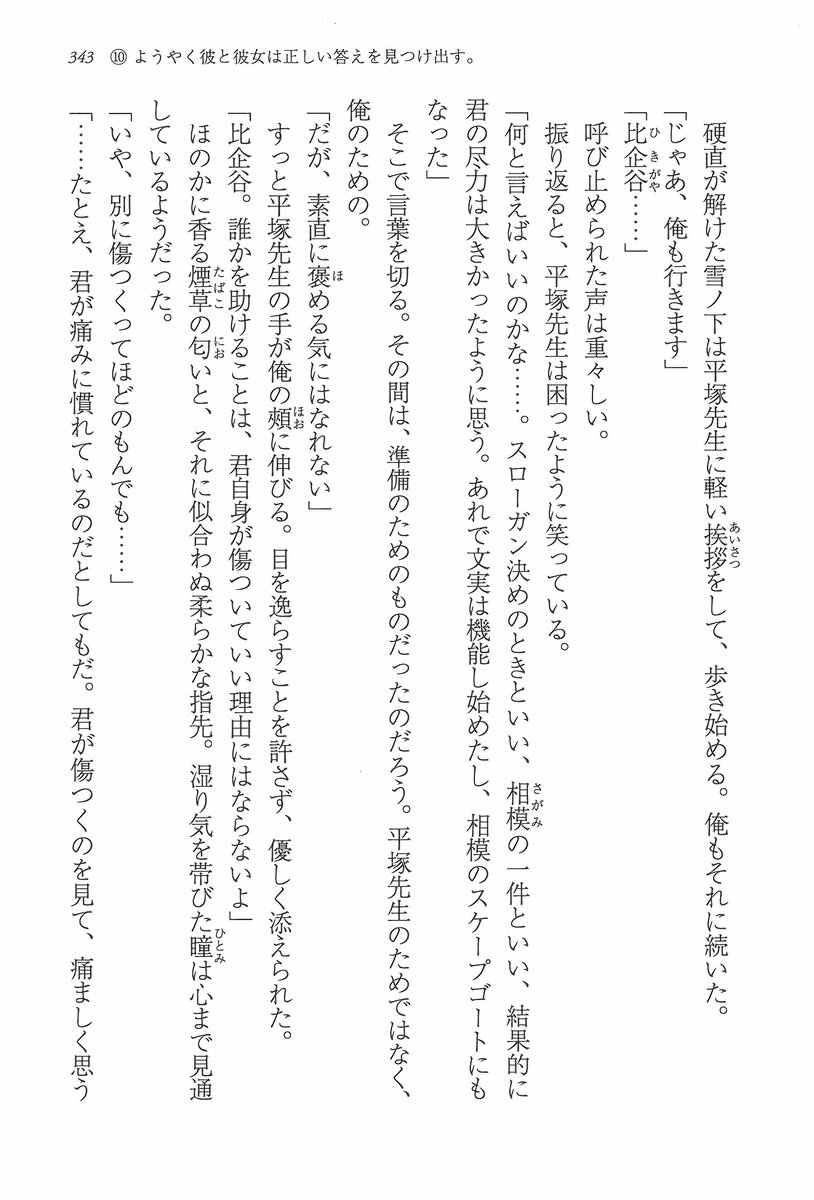 343 ⑩ ようやく彼と彼女は正しい答えを見つけ出す。
　硬直が解けた雪ノ下は平塚先生に軽い挨拶をして、歩き始める。俺もそれに続いた。
「じゃあ、俺も行きます」
「比企谷……」
　呼び止められた声は重々しい。
　振り返ると、平塚先生は困ったように笑っている。
「何と言えばいいのかな……。スローガン決めのときといい、相模の一件といい、結果的に
君の尽力は大きかったように思う。あれで文実は機能し始めたし、相模のスケープゴートにも
なった」
　そこで言葉を切る。その間は、準備のためのものだったのだろう。平塚先生のためではなく、
俺のための。
「だが、素直に褒める気にはなれない」
　すっと平塚先生の手が俺の頰に伸びる。目を逸らすことを許さず、優しく添えられた。
「比企谷。誰かを助けることは、君自身が傷ついていい理由にはならないよ」
　ほのかに香る煙草の匂いと、それに似合わぬ柔らかな指先。湿り気を帯びた瞳は心まで見通
しているようだった。
「いや、別に傷つくってほどのもんでも……」
「……たとえ、君が痛みに慣れているのだとしてもだ。君が傷つくのを見て、痛ましく思う